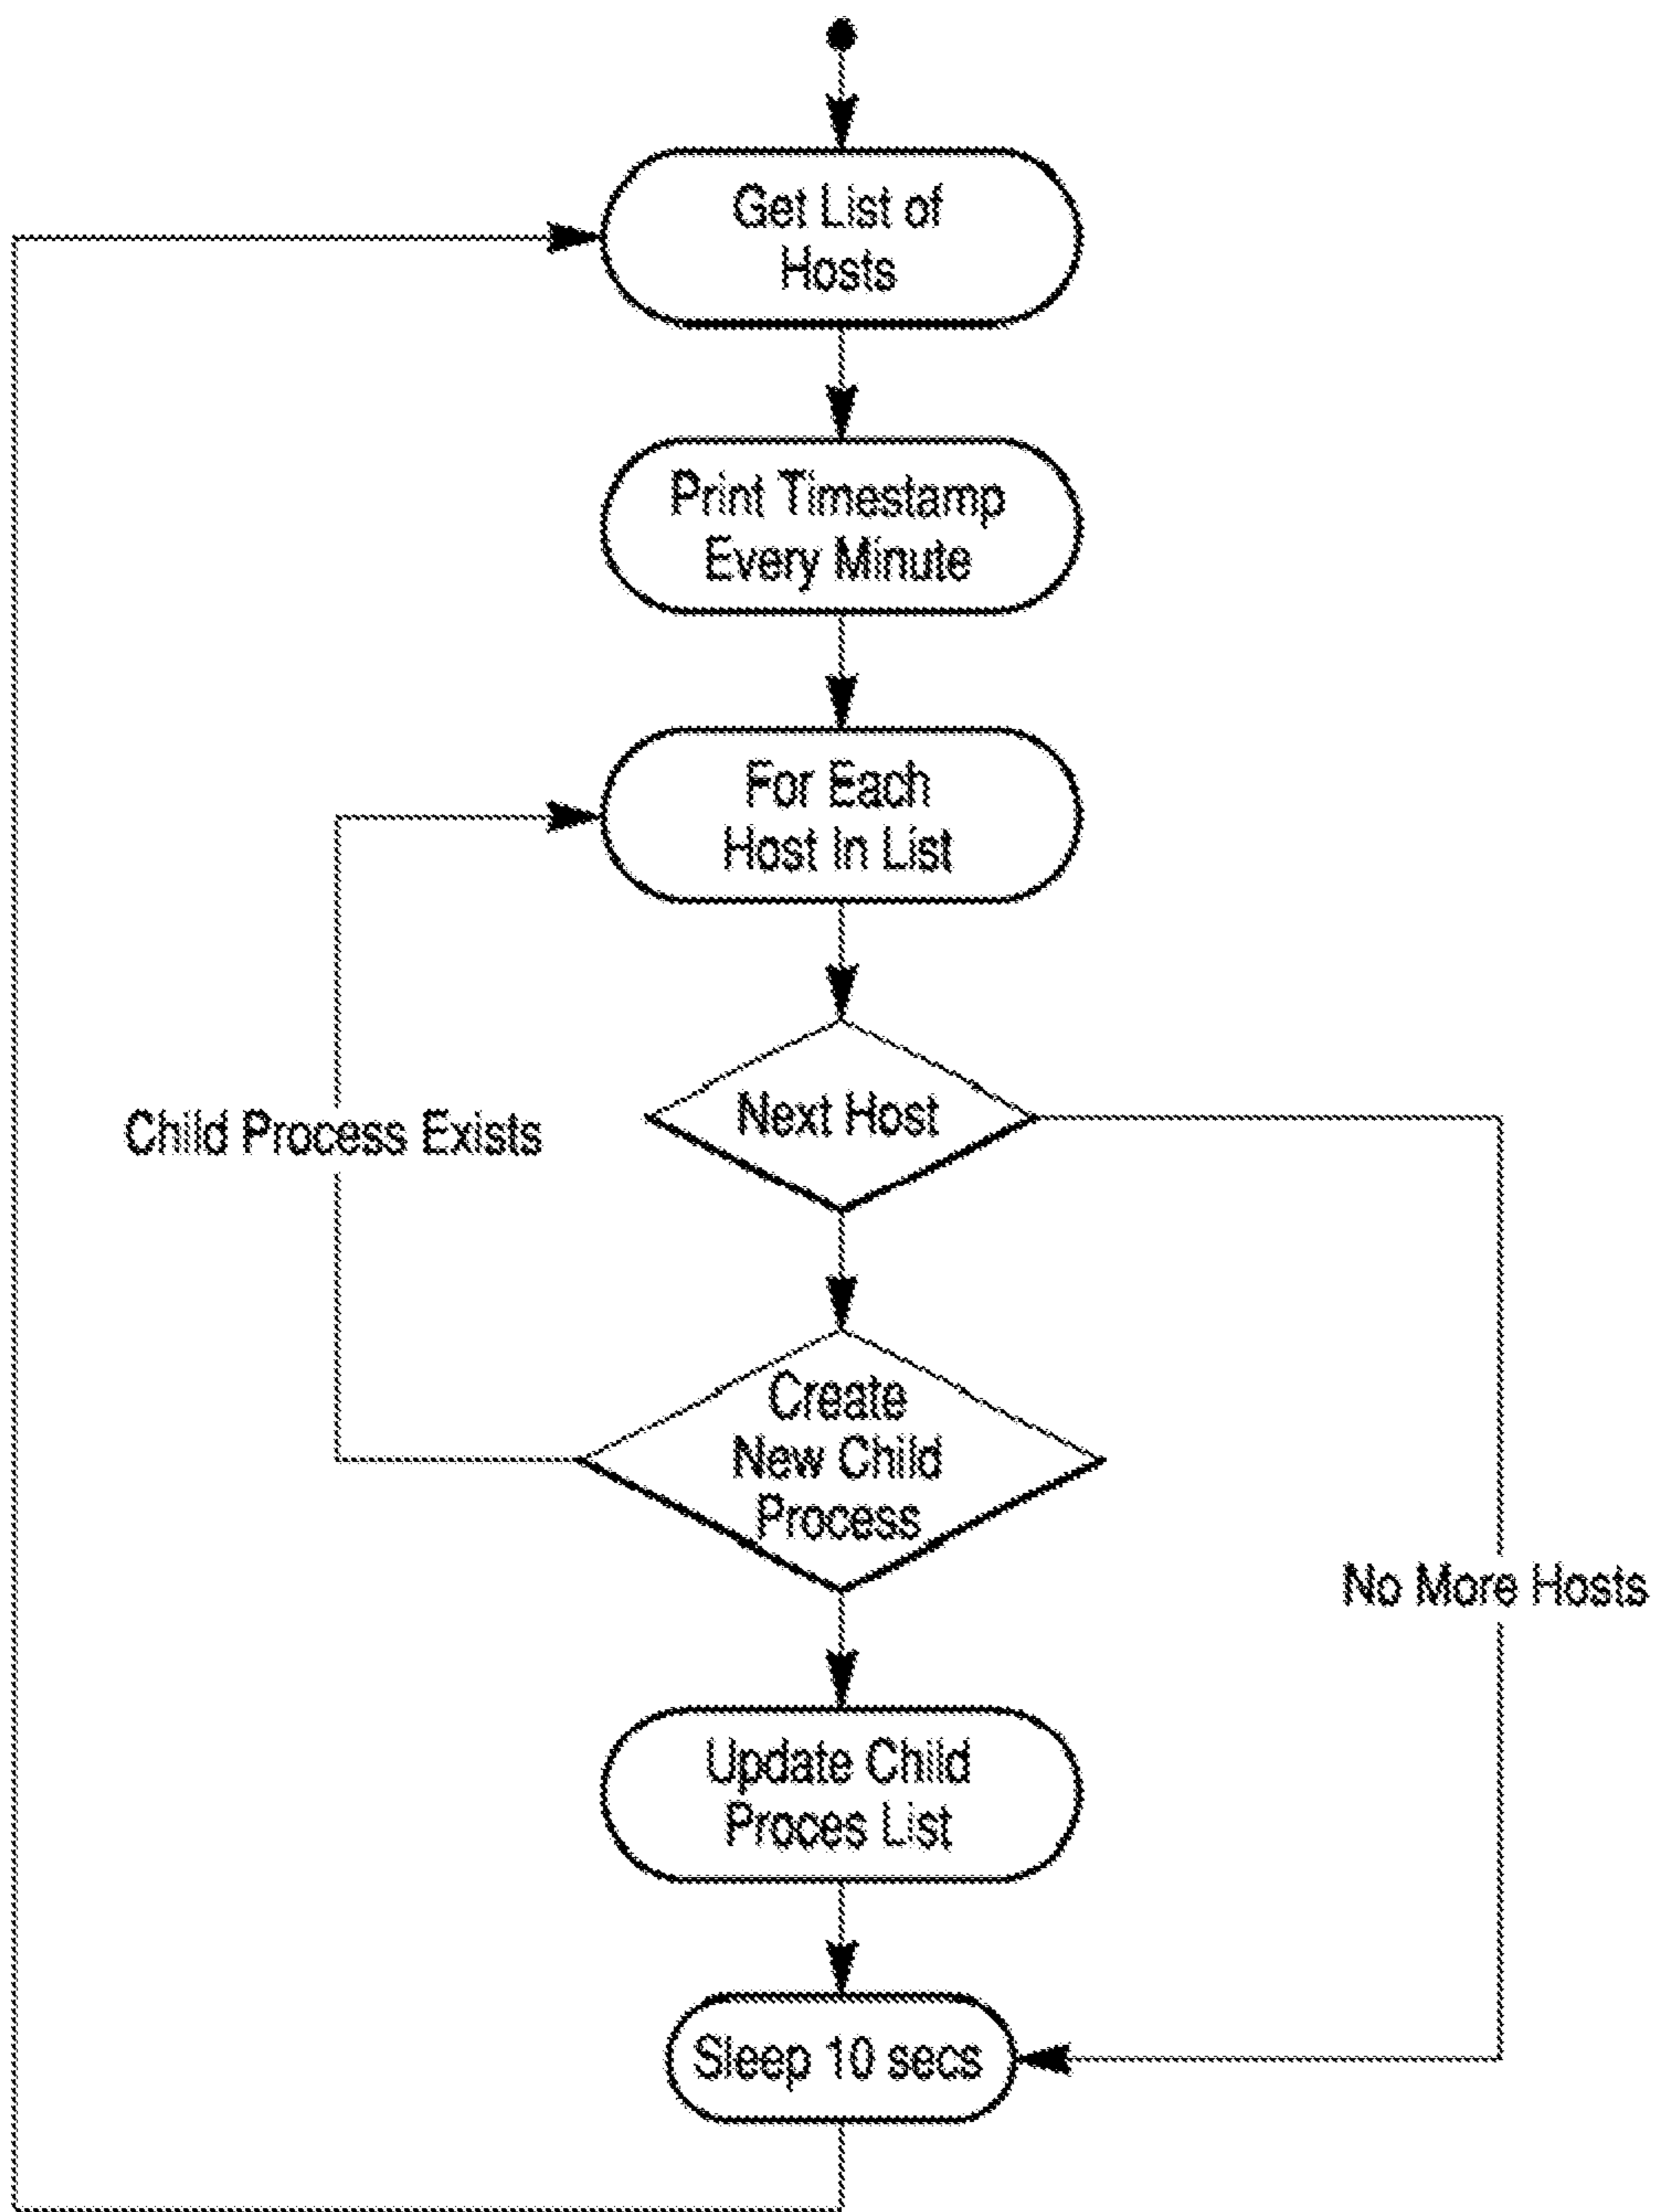 Get List of
Hosts
Print Timestamp
Every Minute
For Each
Host In List
Next Host
Child Process Exists
Create
New Child
Process
No More Hosts
Update Child
Proces List
Sleep 10 secs